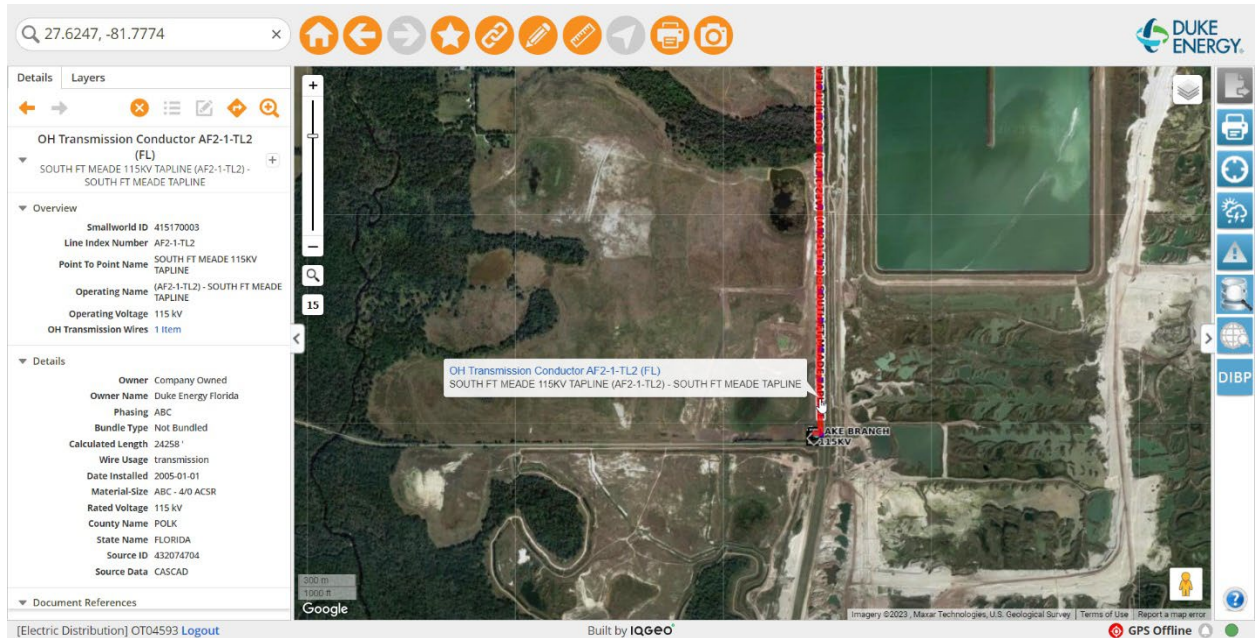 27.6247, -81.7774
DUKE
ENERGY.
Details Layers
OH Transmission Conductor AF2-1-TL2
(FL)
SOUTH FT MEADE 115KV TAPLINE (AF2-1-TL2) -
SOUTH FT MEADE TAPLINE
Overview
Smallworld ID 415170003
Line Index Number AF2-1-TL2
Point To Point Name SOUTH FT MEADE 115KV
TAPLINE
Operating Name (AF2-1-TL2) - SOUTH FT MEADE
TAPLINE
Operating Voltage 115 kV
OH Transmission Wires 1 Item
Details
Owner Company Owned
Owner Name Duke Energy Florida
Phasing ABC
Bundle Type Not Bundled
Calculated Length 24258 '
Wire Usage transmission
Date Installed 2005-01-01
Material-Size ABC - 4/0 ACSR
Rated Voltage 115 kV
County Name POLK
State Name FLORIDA
Source ID 432074704
Source Data CASCAD
Document References
15
OH Transmission Conductor AF2-1-TL2 (FL)
SOUTH FT MEADE 115KV TAPLINE (AF2-1-TL2) - SOUTH FT MEADE TAPLINE
AKE BRANCH
115KV
DIBP
300 m
1000 ft
Google
Imagery ©2023 , Maxar Technologies, U.S. Geological Survey Terms of Use Report a map error
[Electric Distribution] OT04593 Logout
Built by IQGeo
GPS Offline